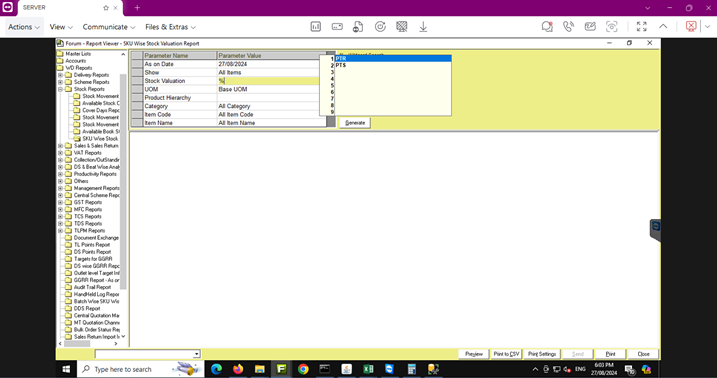 SERVER
Actions
View
Communicate
Files & Extras
Forum - Report Viewer - SKU Wise Stock Valuation Report
Master Lists
Accounts
WD Reports
Delivery Reports
Scheme Reports
Stock Reports
Stock Movement
Available Stock C
Cover Days Repo
Stock Movement
Stock Movement
Available Book St
SKU Wise Stock
Sales & Sales Return
VAT Reports
Collection/OutStandin
DS & Beat Wise Analy
Productivity Reports
Others
Management Reports
Central Scheme Repo
GST Reports
MFC Reports
TCS Reports
TDS Reports
TLPM Reports
Document Exchange
TL Points Report
DS Points Report
Targets for GGRR
DS wise GGRR Repo
Outlet level Target Inf
GGRR Report - As on
Audit Trail Report
HandHeld Log Repor
Batch Wise SKU Wis
DDS Report
Central Quotation Ma
MT Quotation Chann
Bulk Order Status Re
Sales Return Import I
Parameter Name Parameter Value
As on Date 27/08/2024
Show All Items
Stock Valuation %
UOM Base UOM
Product Hierarchy
Category All Category
Item Code All Item Code
Item Name All Item Name
1 PTR
2 PTS
3
4
5
6
7
8
9
Generate
Preview
Print to CSV
Print Settings
Send
Print
Close
Type here to search
6:03 PM
27/08/2024